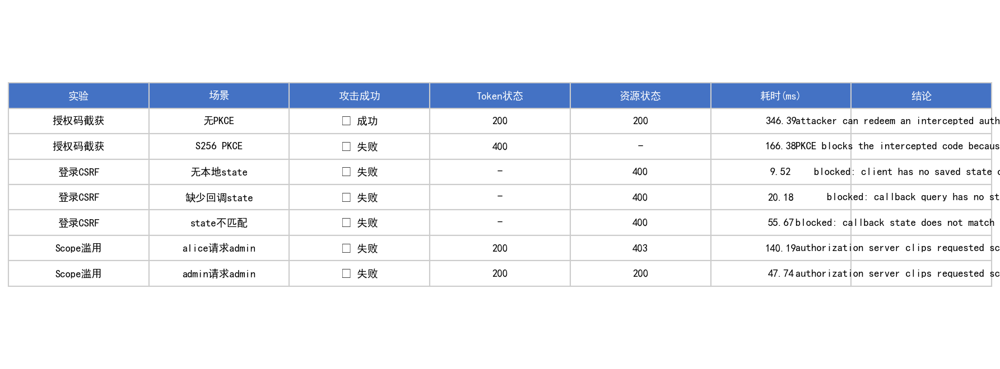 实验 场景 攻击成功 Token状态 资源状态 耗时(ms) 结论
授权码截获 无PKCE □ 成功 200 200 346.39 attacker can redeem an intercepted auth
授权码截获 S256 PKCE □ 失败 400 - 166.38 PKCE blocks the intercepted code becaus
登录CSRF 无本地state □ 失败 - 400 9.52 blocked: client has no saved state
登录CSRF 缺少回调state □ 失败 - 400 20.18 blocked: callback query has no st
登录CSRF state不匹配 □ 失败 - 400 55.67 blocked: callback state does not match
Scope滥用 alice请求admin □ 失败 200 403 140.19 authorization server clips requested sc
Scope滥用 admin请求admin □ 失败 200 200 47.74 authorization server clips requested sc